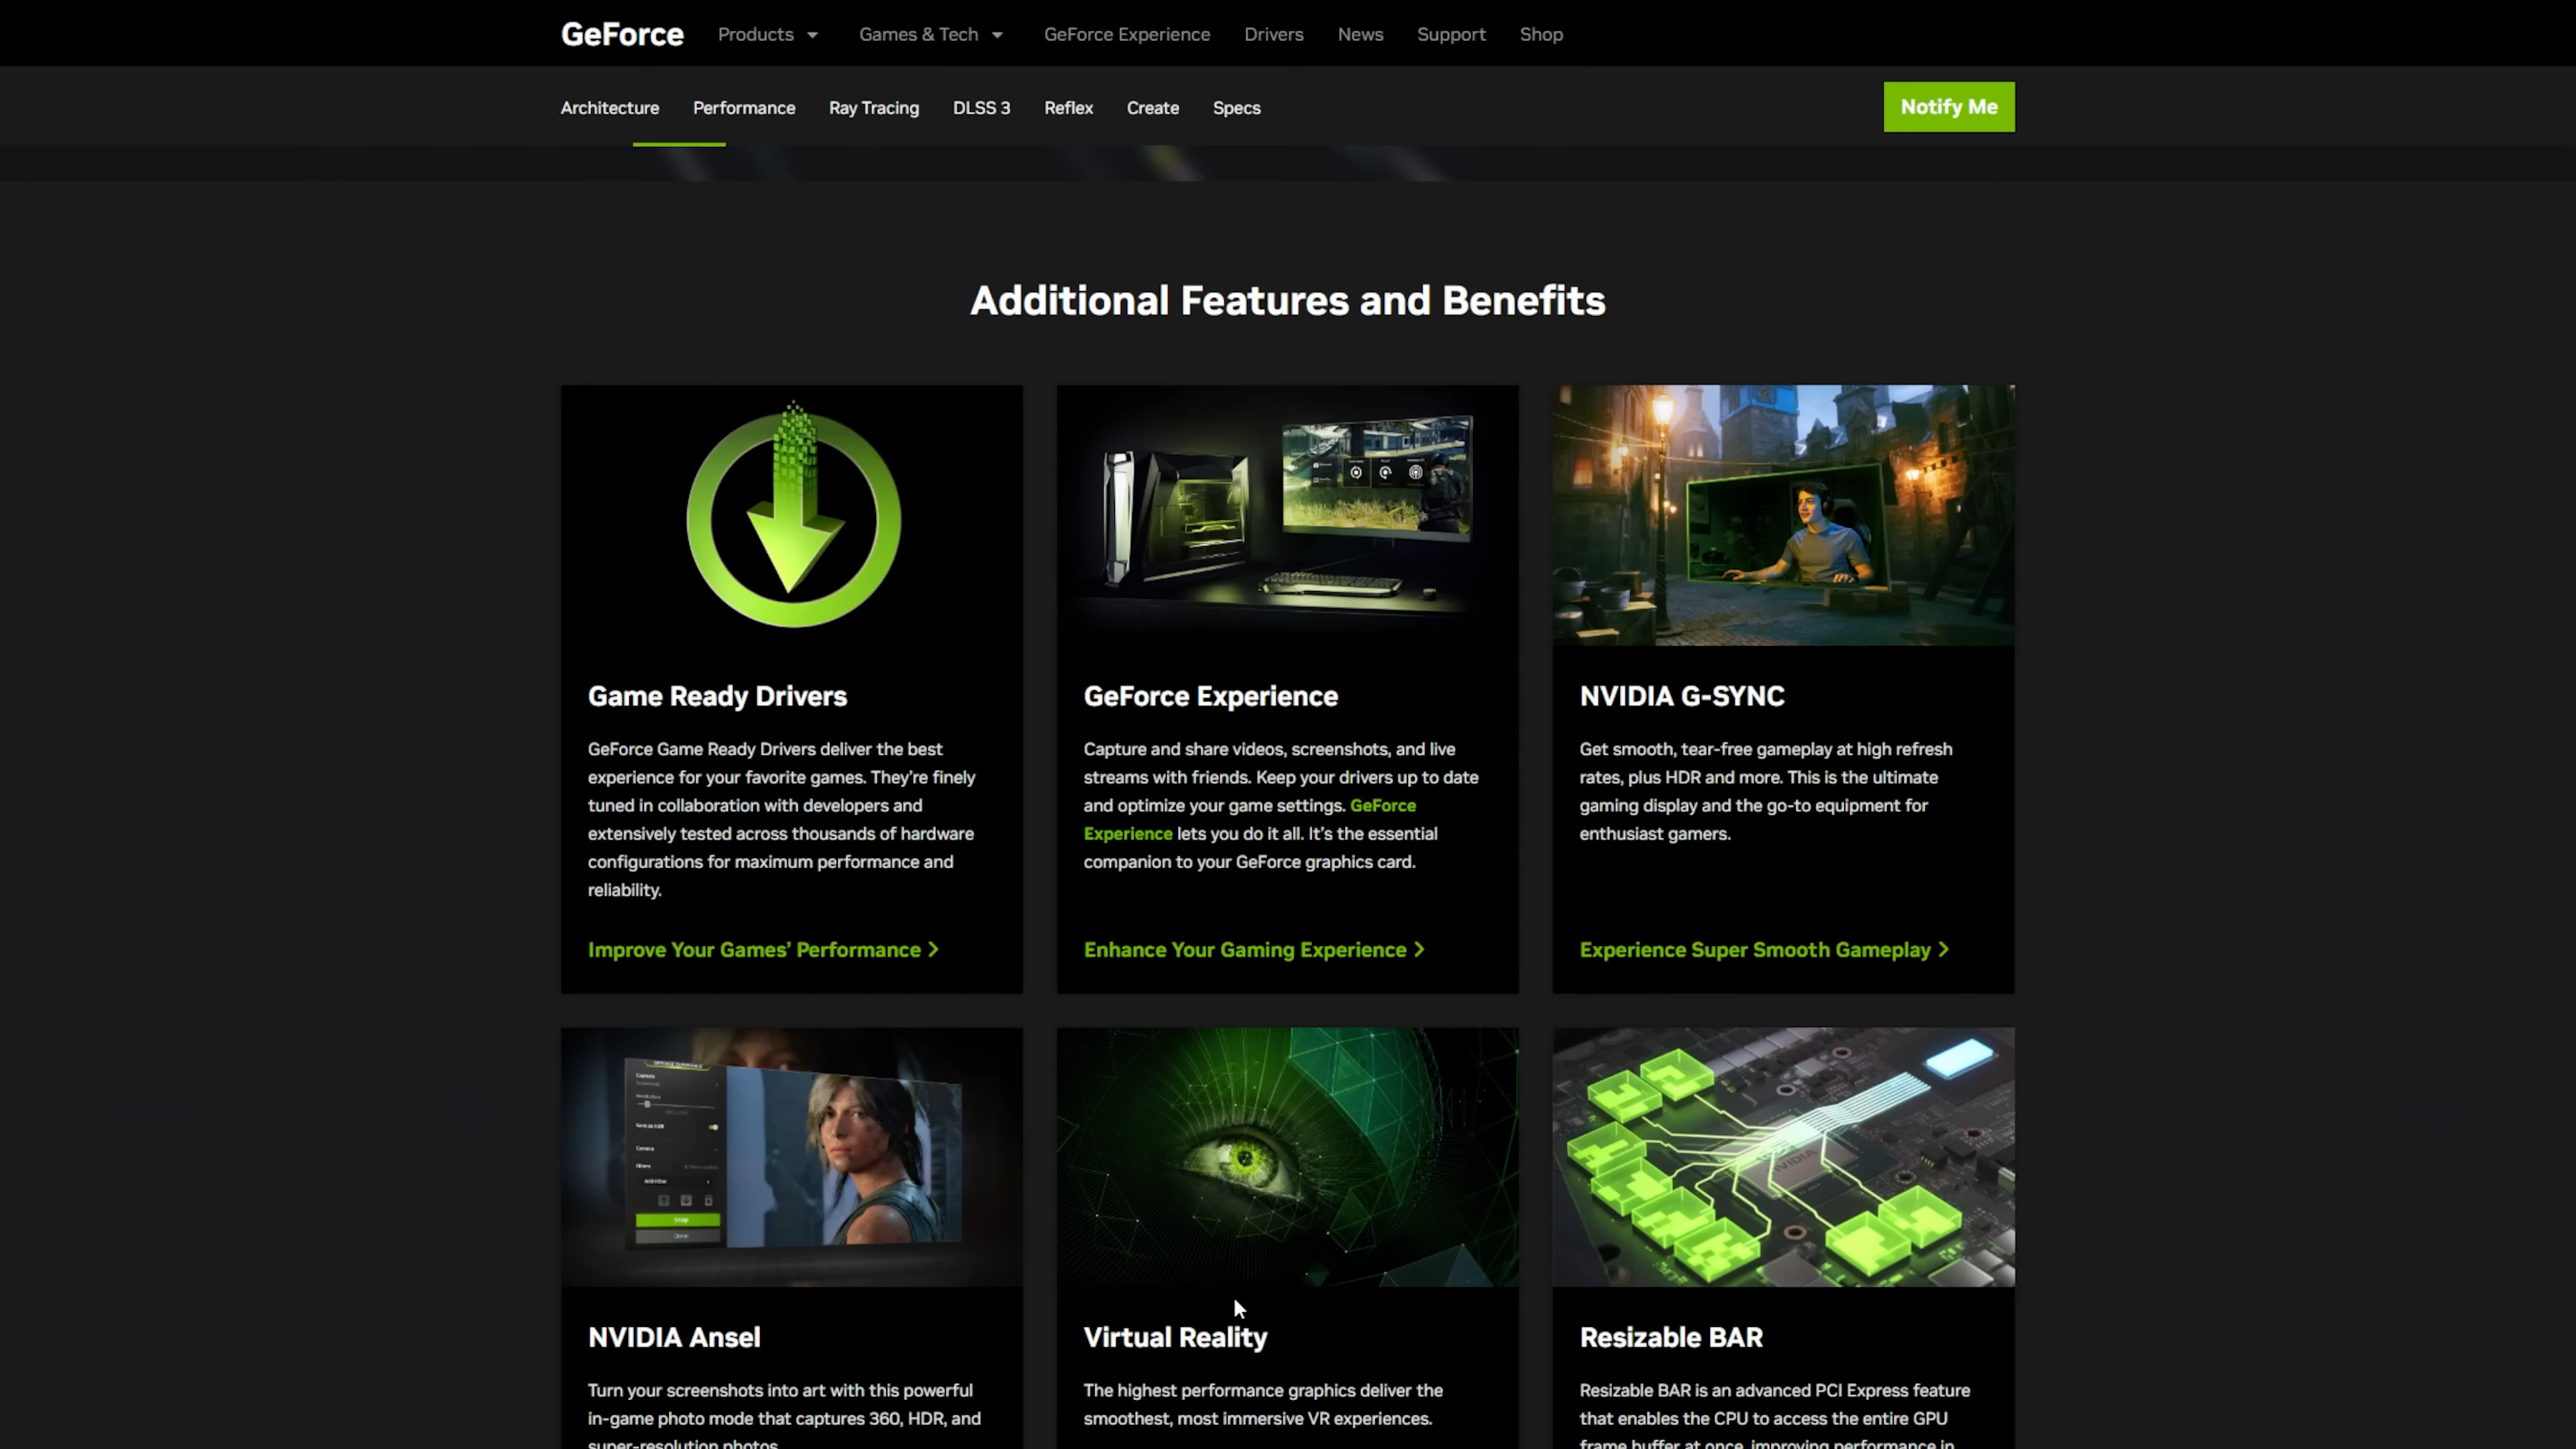 GeForce Products Games & Tech GeForce Experience Drivers News Support Shop
Architecture Performance Ray Tracing DLSS 3 Reflex Create Specs Notify Me
Additional Features and Benefits
Game Ready Drivers
GeForce Game Ready Drivers deliver the best
experience for your favorite games. They're finely
tuned in collaboration with developers and
extensively tested across thousands of hardware
configurations for maximum performance and
reliability.
Improve Your Games' Performance >
GeForce Experience
Capture and share videos, screenshots, and live
streams with friends. Keep your drivers up to date
and optimize your game settings. GeForce
Experience lets you do it all. It's the essential
companion to your GeForce graphics card.
Enhance Your Gaming Experience >
NVIDIA G-SYNC
Get smooth, tear-free gameplay at high refresh
rates, plus HDR and more. This is the ultimate
gaming display and the go-to equipment for
enthusiast gamers.
Experience Super Smooth Gameplay >
Capture
Add Filter
Snap
Done
NVIDIA Ansel
Turn your screenshots into art with this powerful
in-game photo mode that captures 360, HDR, and
super-resolution photos.
Virtual Reality
The highest performance graphics deliver the
smoothest, most immersive VR experiences.
NVIDIA
Resizable BAR
Resizable BAR is an advanced PCI Express feature
that enables the CPU to access the entire GPU
frame buffer at once, improving performance in